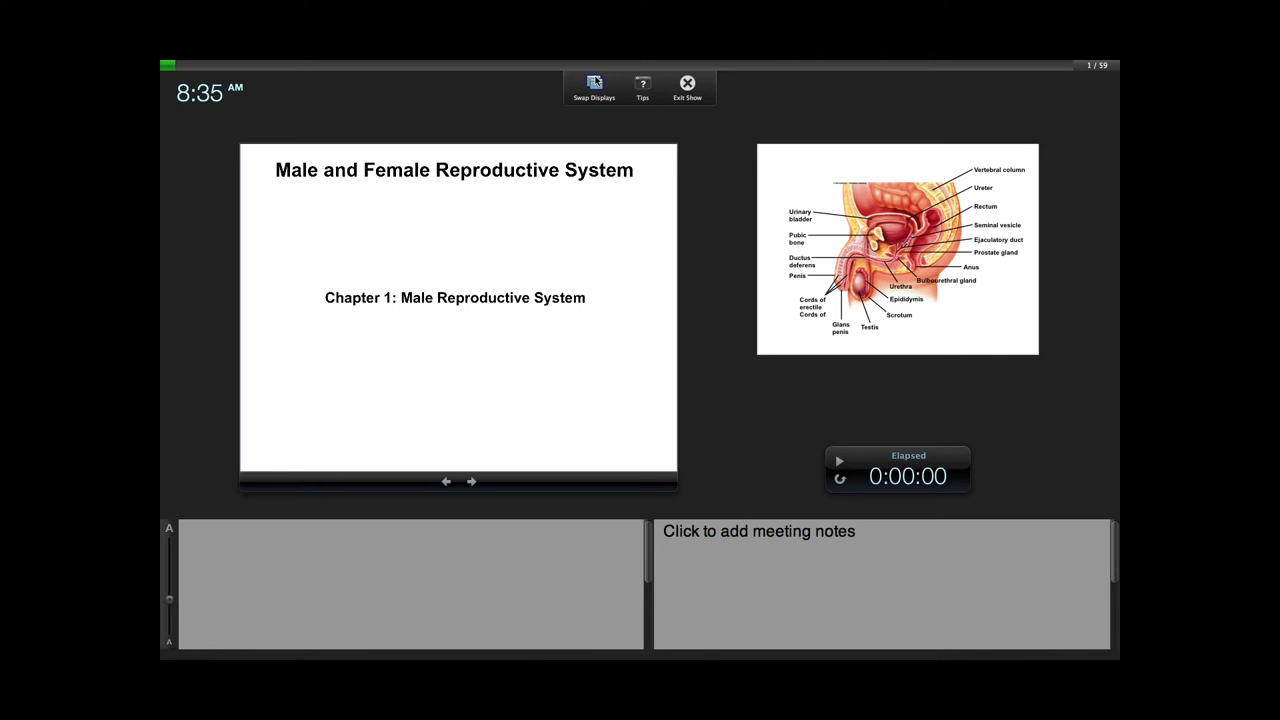 1 / 59
8:35 AM
Swap Displays
Tips
Exit Show
Male and Female Reproductive System
Chapter 1: Male Reproductive System
Vertebral column
Ureter
Rectum
Seminal vesicle
Ejaculatory duct
Prostate gland
Anus
Bulbourethral gland
Urinary
bladder
Pubic
bone
Ductus
deferens
Penis
Cords of
erectile
Cords of
Glans
penis
Testis
Scrotum
Epididymis
Urethra
Elapsed
0:00:00
A
A
Click to add meeting notes